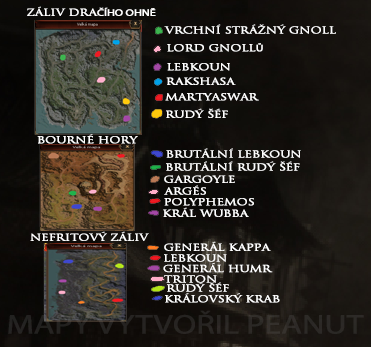 ZÁLIV DRAČÍHO OHNĚ
VRCHNÍ STRÁŽNÝ GNOLL
LORD GNOLLŮ
LEBKOUN
RAKSHASA
MARTYASWAR
RUDÝ ŠÉF
BOURNÉ HORY
BRUTÁLNÍ LEBKOUN
BRUTÁLNÍ RUDÝ ŠÉF
GARGOYLE
ARGÉS
POLYPHEMOS
KRÁL WUBBA
NEFRITOVÝ ZÁLIV
GENERÁL KAPPA
LEBKOUN
GENERÁL HUMR
TRITON
RUDÝ ŠÉF
KRÁLOVSKÝ KRAB
MAPY VYTVOŘIL PEANUT